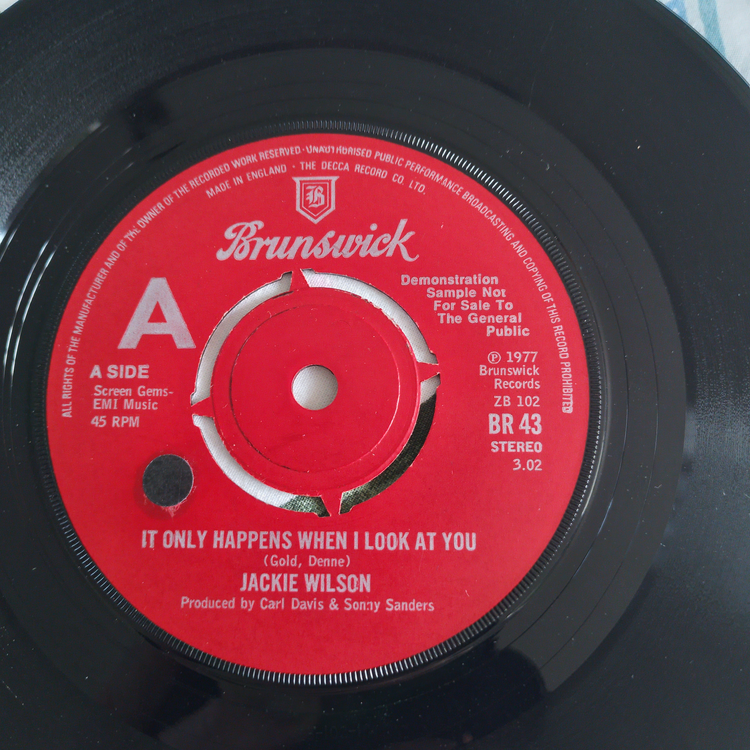 ALL RIGHTS OF THE MANUFACTURER AND OF THE OWNER OF THE RECORDED WORK RESERVED · UNAUTHORISED PUBLIC PERFORMANCE BROADCASTING AND COPYING OF THIS RECORD PROHIBITED
MADE IN ENGLAND · THE DECCA RECORD CO. LTD.
B
Brunswick
A
A SIDE
Screen Gems-
EMI Music
45 RPM
Demonstration
Sample Not
For Sale To
The General
Public
℗ 1977
Brunswick
Records
ZB 102
BR 43
STEREO
3.02
IT ONLY HAPPENS WHEN I LOOK AT YOU
(Gold, Denne)
JACKIE WILSON
Produced by Carl Davis & Sonny Sanders